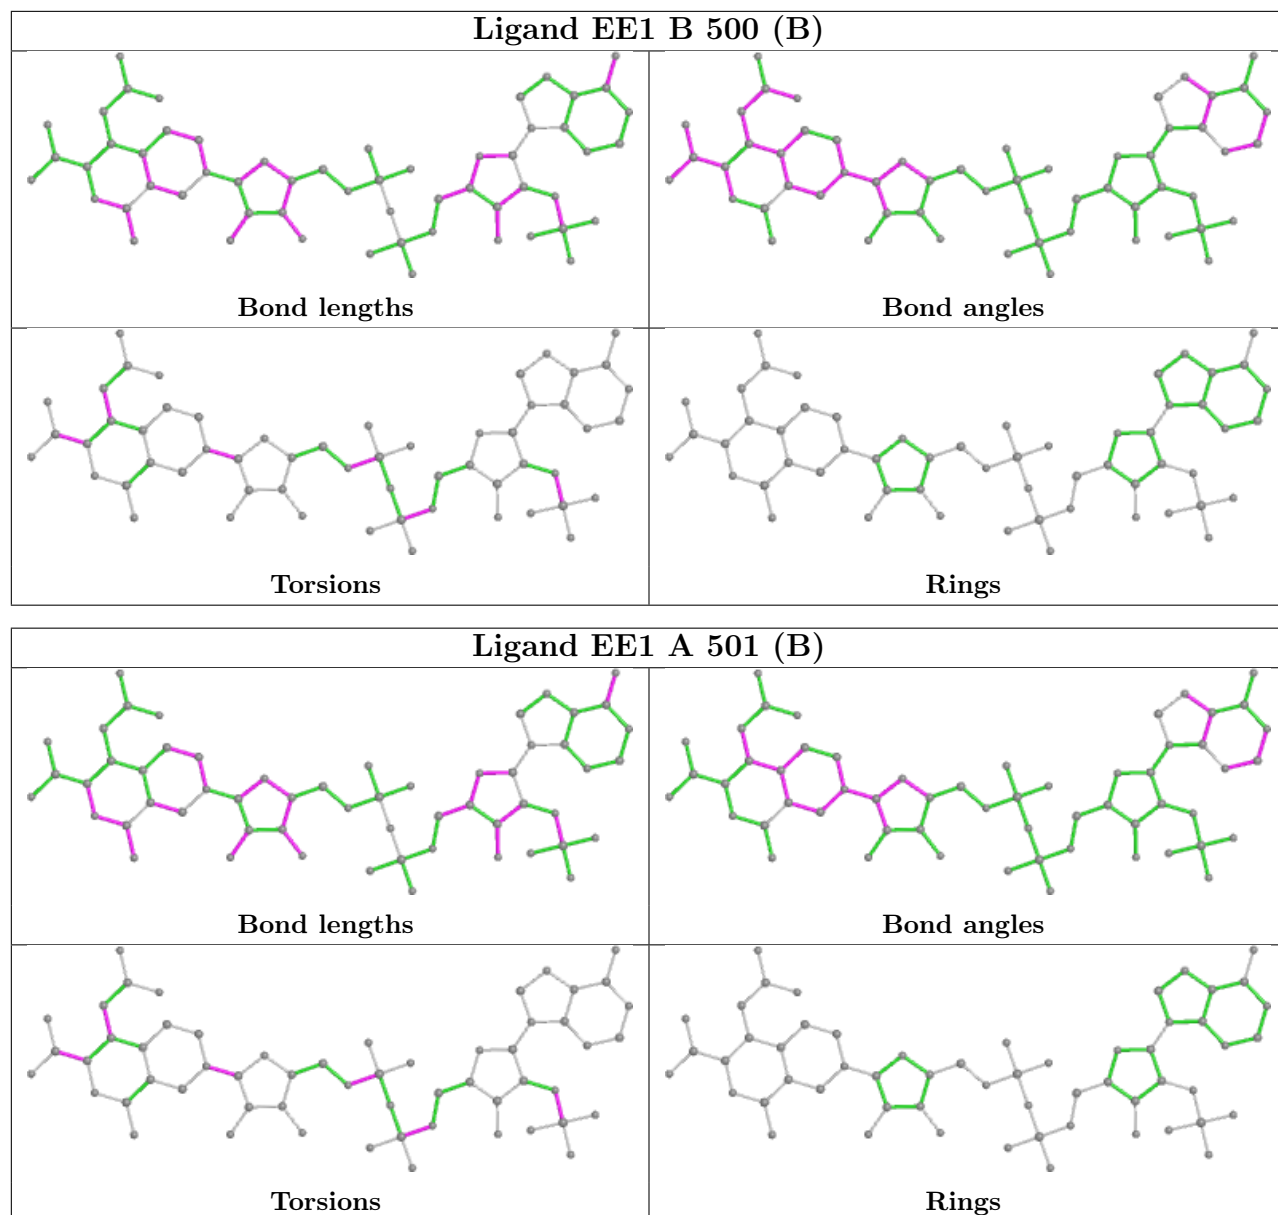 Ligand EE1 B 500 (B)
Bond lengths
Bond angles
Torsions
Rings
Ligand EE1 A 501 (B)
Bond lengths
Bond angles
Torsions
Rings